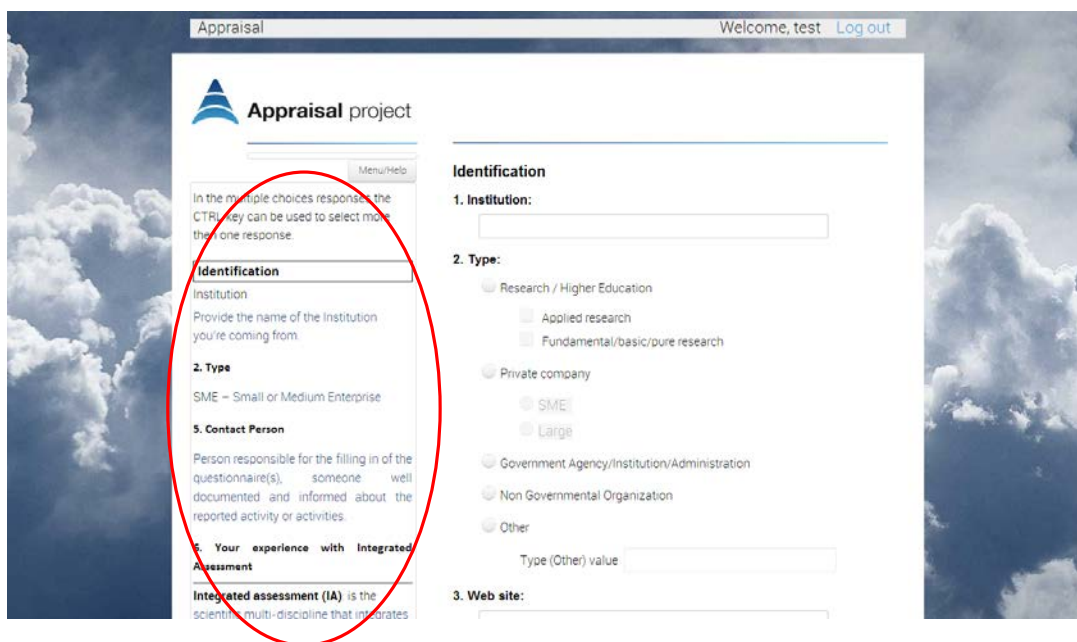 Appraisal
Welcome, test Log out
Appraisal project
Menu/Help
In the multiple choices responses the
CTRL key can be used to select more
then one response.
Identification
Institution
Provide the name of the Institution
you're coming from.
2. Type
SME – Small or Medium Enterprise
5. Contact Person
Person responsible for the filling in of the
questionnaire(s), someone well
documented and informed about the
reported activity or activities.
6. Your experience with Integrated
Assessment
Integrated assessment (IA) is the
scientific multi-discipline that integrates
Identification
1. Institution:
2. Type:
Research / Higher Education
Applied research
Fundamental/basic/pure research
Private company
SME
Large
Government Agency/Institution/Administration
Non Governmental Organization
Other
Type (Other) value
3. Web site: